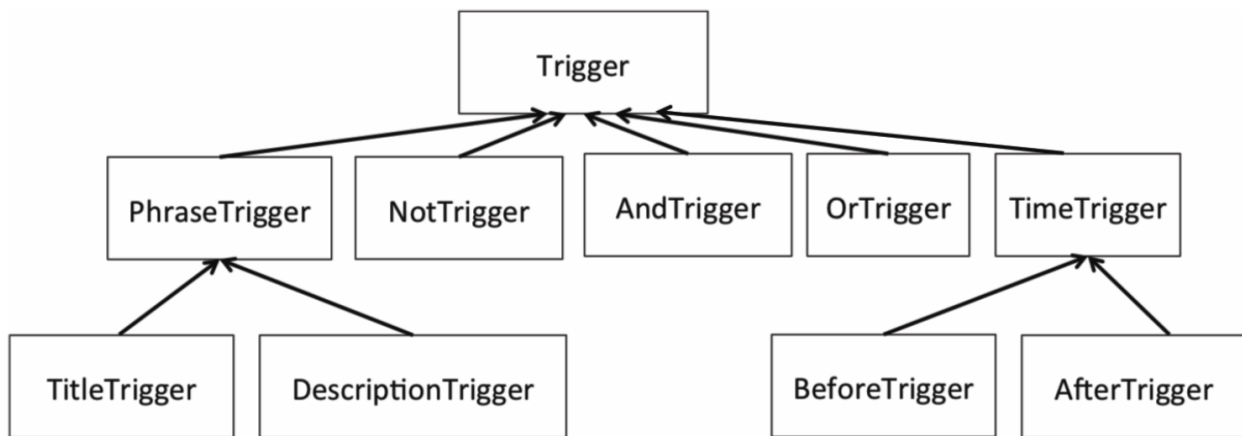 Trigger
PhraseTrigger
NotTrigger
AndTrigger
OrTrigger
TimeTrigger
TitleTrigger
DescriptionTrigger
BeforeTrigger
AfterTrigger